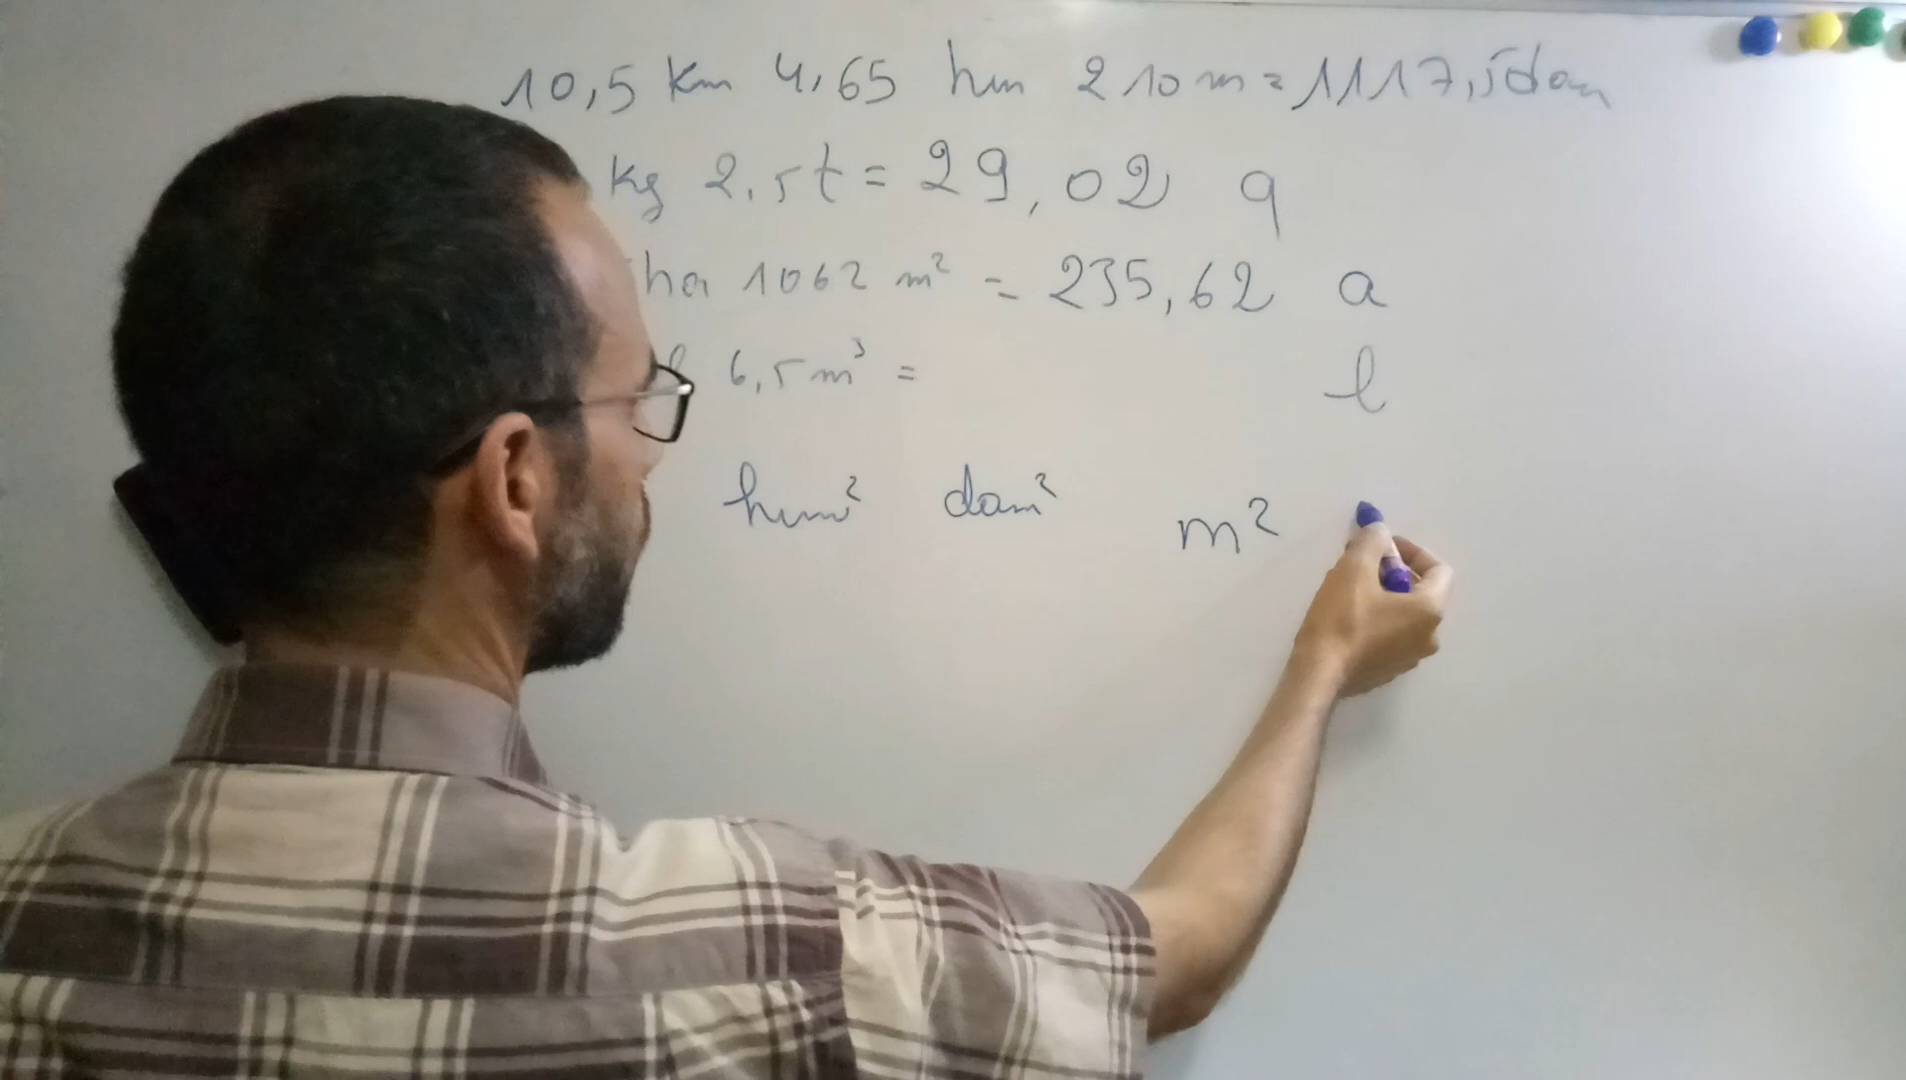 10,5 km 4,65 hm 210 m = 1117,5 dam
kg 2,5 t = 29,02 q
ha 1062 m² = 235,62 a
6,5 m³ = l
hm² dam² m²